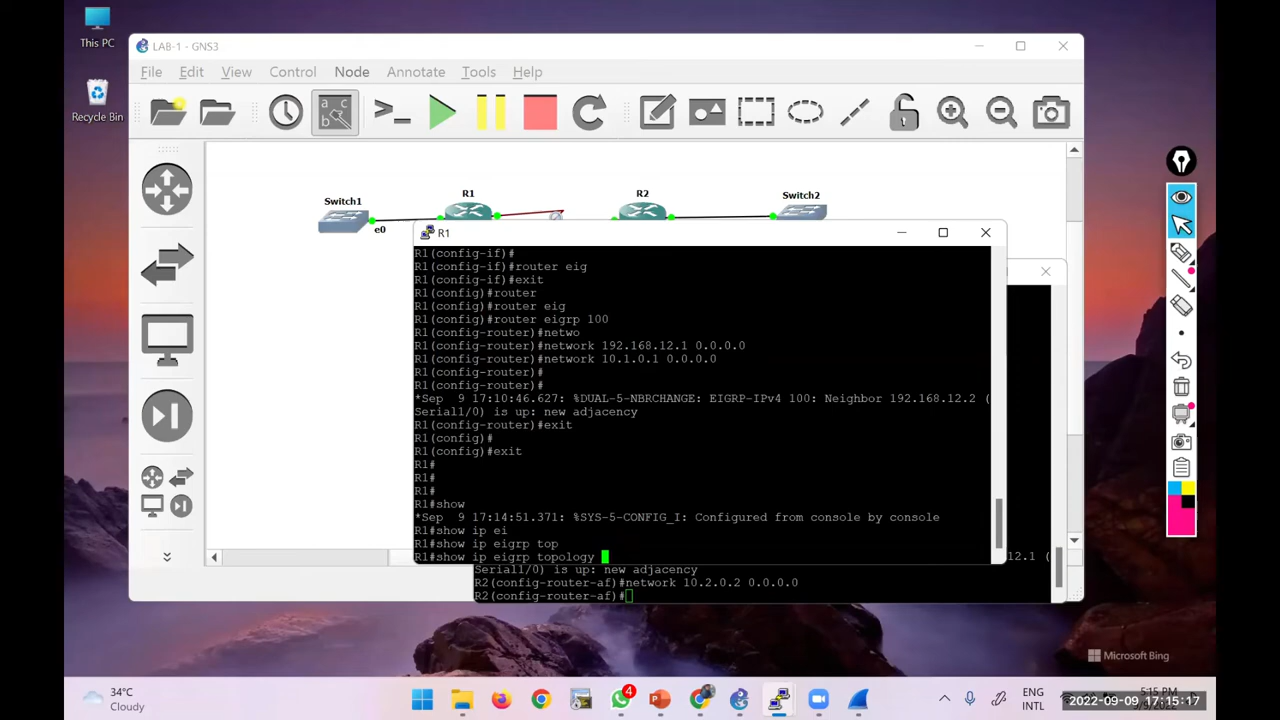 This PC
Recycle Bin
LAB-1 - GNS3
File Edit View Control Node Annotate Tools Help
Switch1
R1
R2
Switch2
e0
R1
R1(config-if)#
R1(config-if)#router eig
R1(config-if)#exit
R1(config)#router
R1(config)#router eig
R1(config)#router eigrp 100
R1(config-router)#netwo
R1(config-router)#network 192.168.12.1 0.0.0.0
R1(config-router)#network 10.1.0.1 0.0.0.0
R1(config-router)#
R1(config-router)#
*Sep  9 17:10:46.627: %DUAL-5-NBRCHANGE: EIGRP-IPv4 100: Neighbor 192.168.12.2 (
Serial1/0) is up: new adjacency
R1(config-router)#exit
R1(config)#
R1(config)#exit
R1#
R1#
R1#
R1#show
*Sep  9 17:14:51.371: %SYS-5-CONFIG_I: Configured from console by console
R1#show ip ei
R1#show ip eigrp top
R1#show ip eigrp topology
12.1 (
Serial1/0) is up: new adjacency
R2(config-router-af)#network 10.2.0.2 0.0.0.0
R2(config-router-af)#
Microsoft Bing
34°C
Cloudy
4
ENG
INTL
5:15 PM
2022-09-09 17:15:17